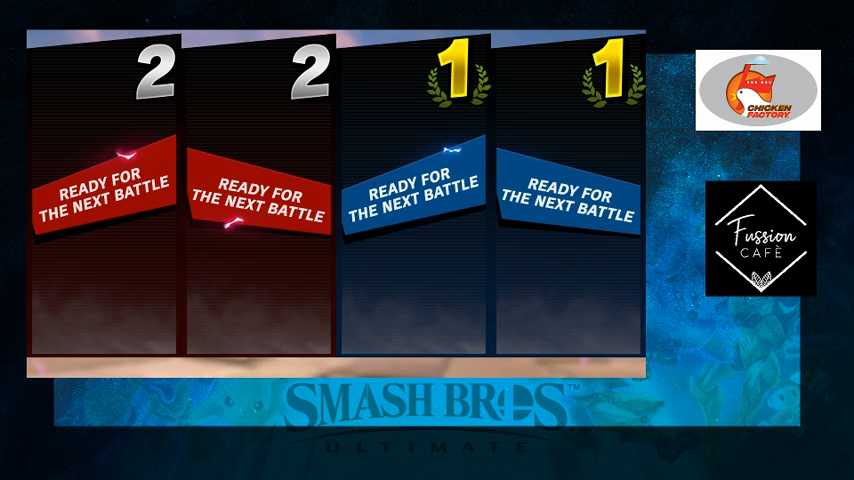 2
2
1
1
READY FOR
THE NEXT BATTLE
READY FOR
THE NEXT BATTLE
READY FOR
THE NEXT BATTLE
READY FOR
THE NEXT BATTLE
CHICKEN
FACTORY
Fussion
CAFÈ
SMASH BROS.™
ULTIMATE